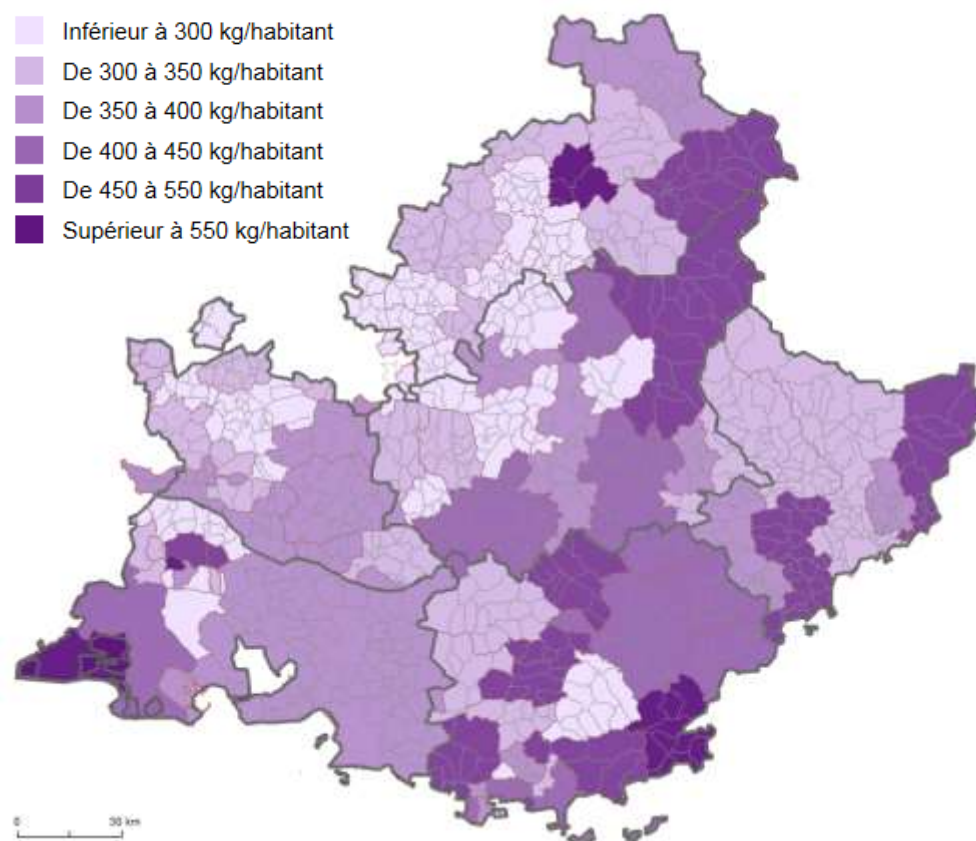 Inférieur à 300 kg/habitant
De 300 à 350 kg/habitant
De 350 à 400 kg/habitant
De 400 à 450 kg/habitant
De 450 à 550 kg/habitant
Supérieur à 550 kg/habitant
0 30 km